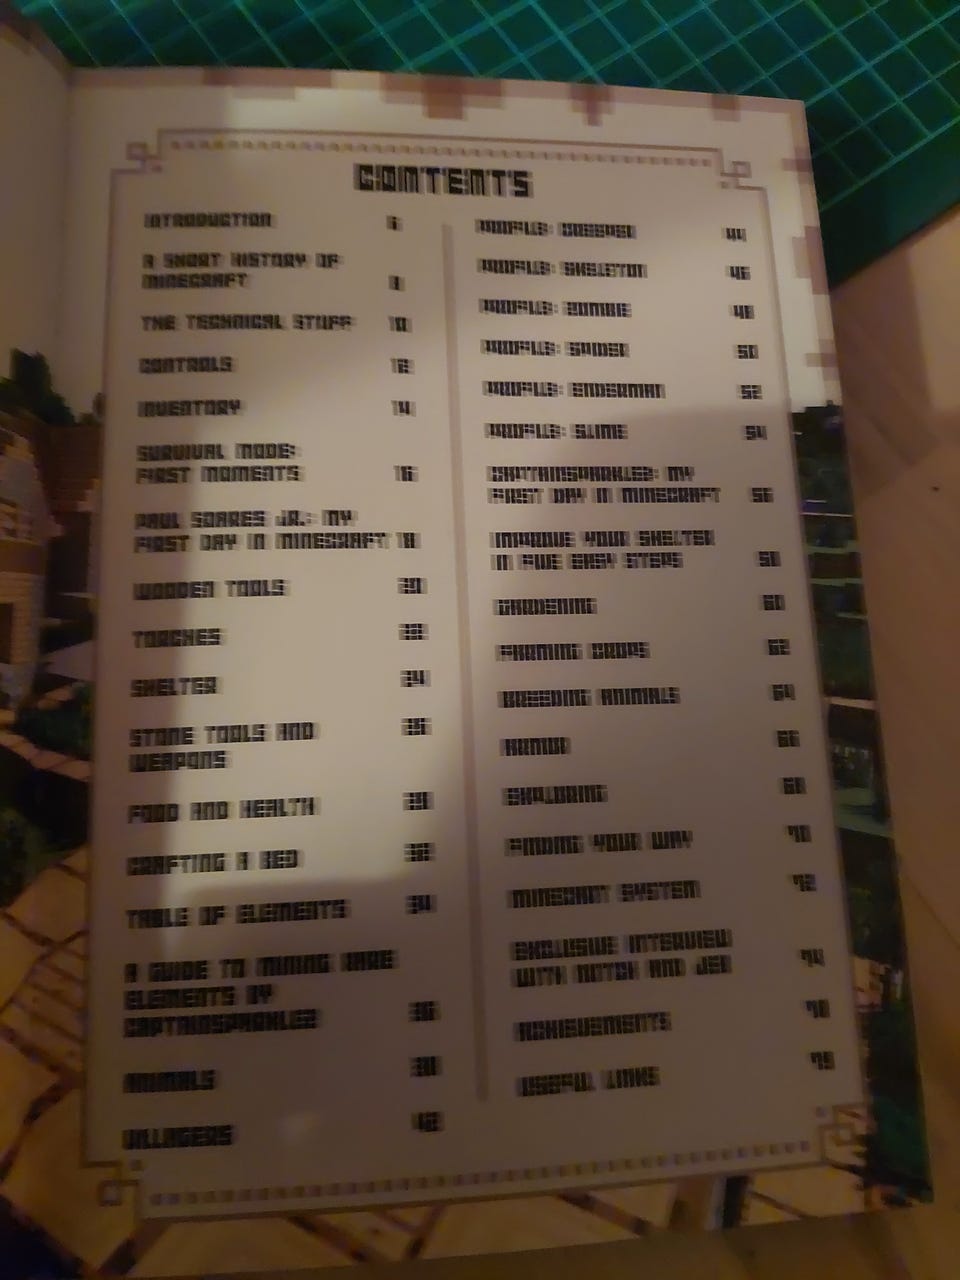 CONTENTS
INTRODUCTION 6
A SHORT HISTORY OF
MINECRAFT 8
THE TECHNICAL STUFF 10
CONTROLS 12
INVENTORY 14
SURVIVAL MODE:
FIRST MOMENTS 16
PAUL SOARES JR.: MY
FIRST DAY IN MINECRAFT 18
WOODEN TOOLS 20
TORCHES 22
SHELTER 24
STONE TOOLS AND 26
WEAPONS
FOOD AND HEALTH 28
CRAFTING A BED 32
TABLE OF ELEMENTS 34
A GUIDE TO MINING RARE
ELEMENTS BY
CAPTAINSPARKLEZ 36
ANIMALS 38
VILLAGERS 42
PROFILE: CREEPER 44
PROFILE: SKELETON 46
PROFILE: ZOMBIE 48
PROFILE: SPIDER 50
PROFILE: ENDERMAN 52
PROFILE: SLIME 54
CAPTAINSPARKLEZ: MY
FIRST DAY IN MINECRAFT 56
IMPROVE YOUR SHELTER
IN FIVE EASY STEPS 58
GARDENING 60
FARMING CROPS 62
BREEDING ANIMALS 64
ARMOR 66
EXPLORING 68
FINDING YOUR WAY 70
MINECART SYSTEM 72
EXCLUSIVE INTERVIEW
WITH NOTCH AND JEB 74
ACHIEVEMENTS 78
USEFUL LINKS 79